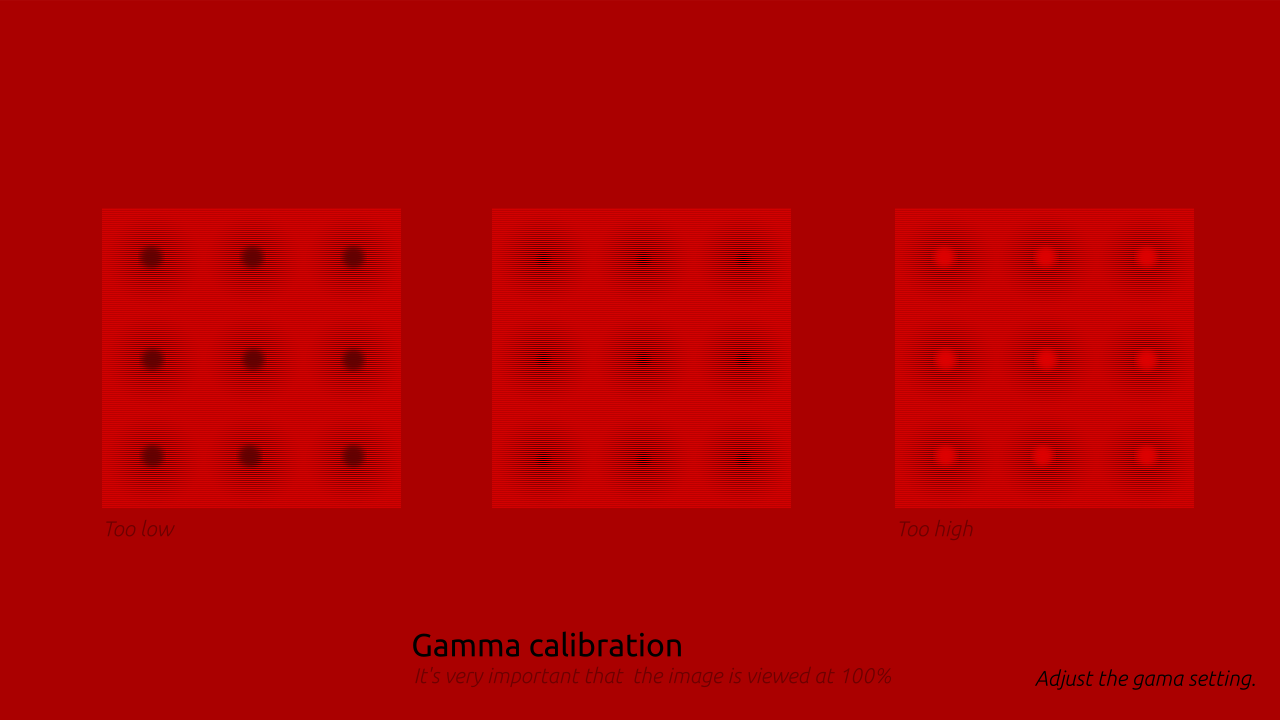 Too low
Too high
Gamma calibration
It's very important that  the image is viewed at 100%
Adjust the gama setting.